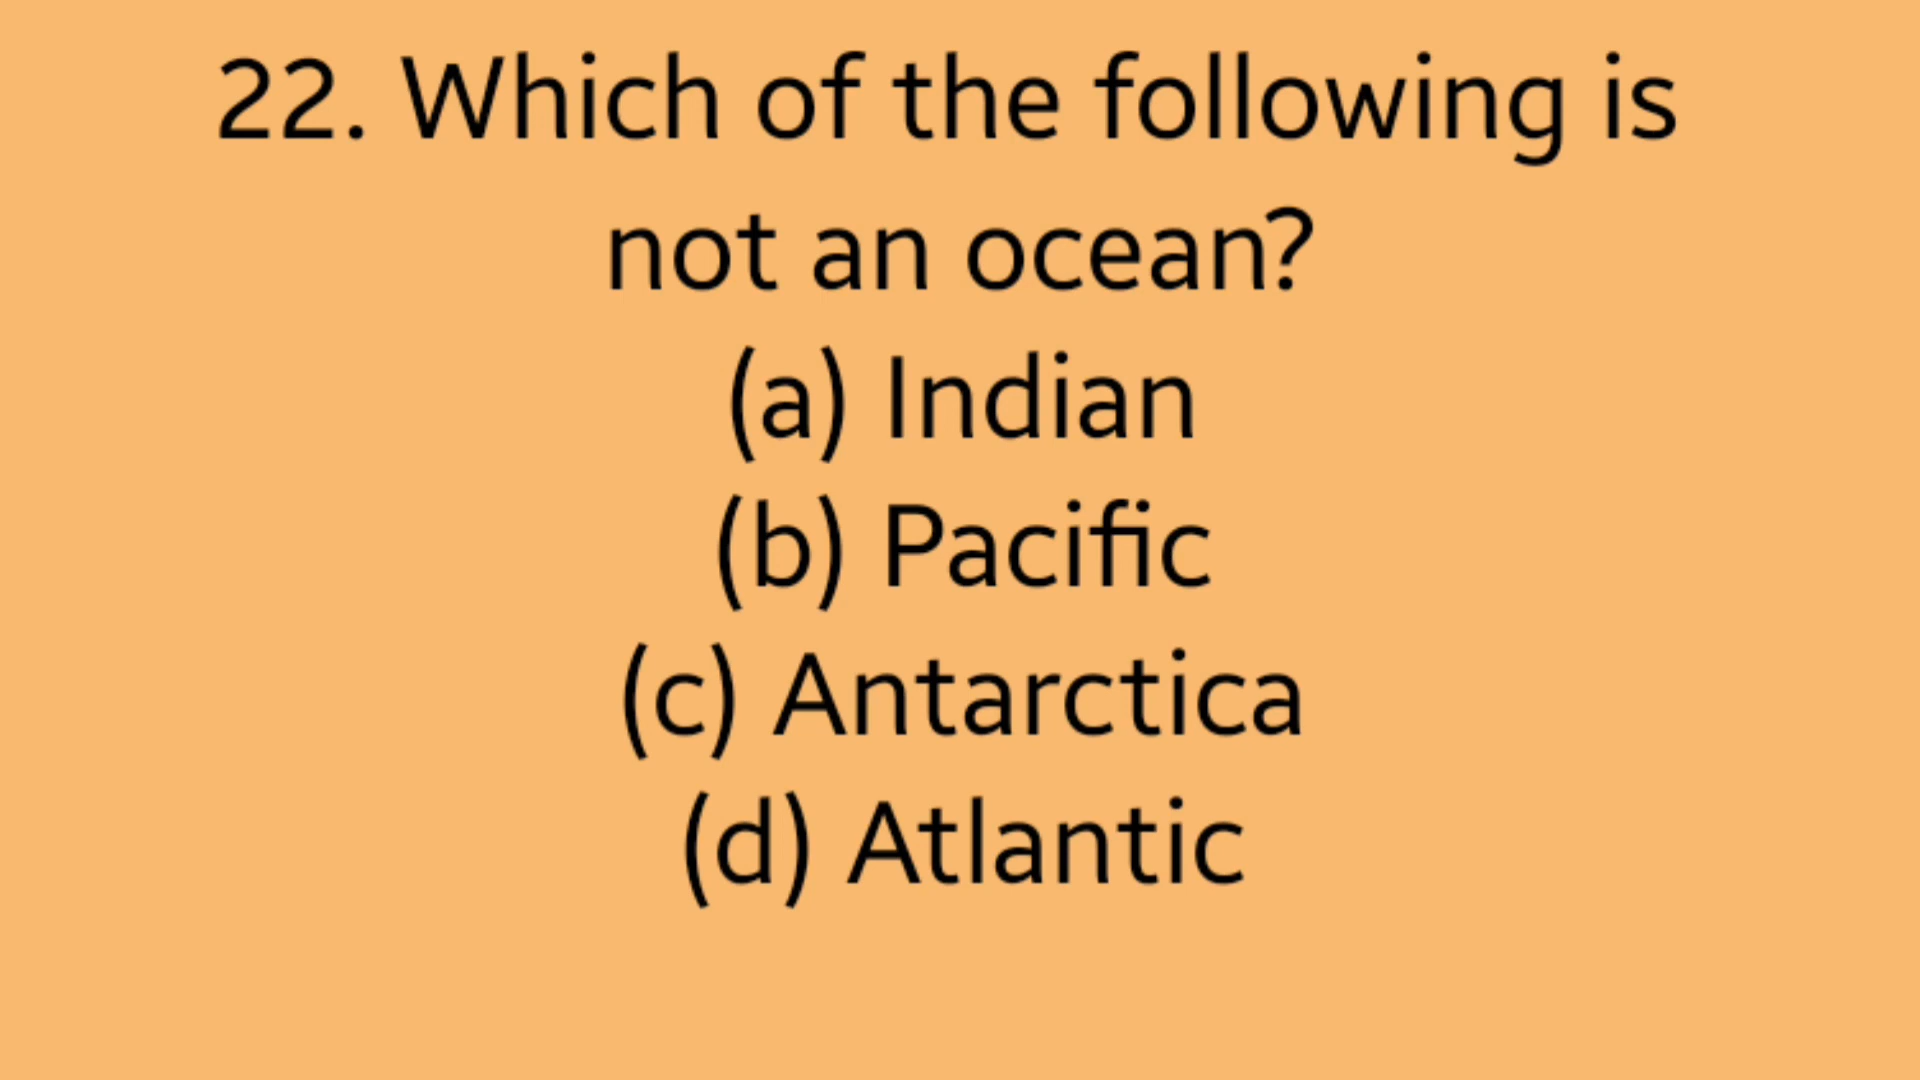 22. Which of the following is
not an ocean?
(a) Indian
(b) Pacific
(c) Antarctica
(d) Atlantic